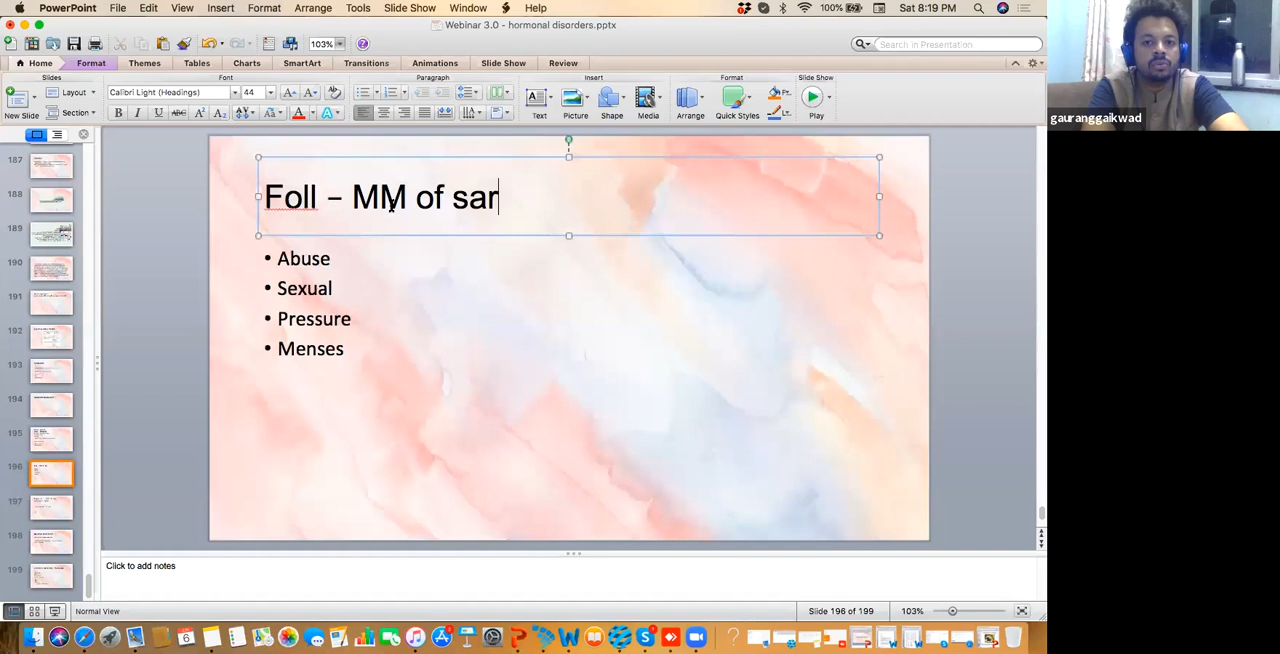 PowerPoint File Edit View Insert Format Arrange Tools Slide Show Window Help 100% Sat 8:19 PM
Webinar 3.0 - hormonal disorders.pptx
103% Search in Presentation
Home Format Themes Tables Charts SmartArt Transitions Animations Slide Show Review
Slides Font Paragraph Insert Format Slide Show
New Slide Layout Section
Calibri Light (Headings) 44
Text Picture Shape Media Arrange Quick Styles Play
gauranggaikwad
187
188
189
190
191
192
193
194
195
196
197
198
199
Foll – MM of sar
• Abuse
• Sexual
• Pressure
• Menses
Click to add notes
Normal View Slide 196 of 199 103%